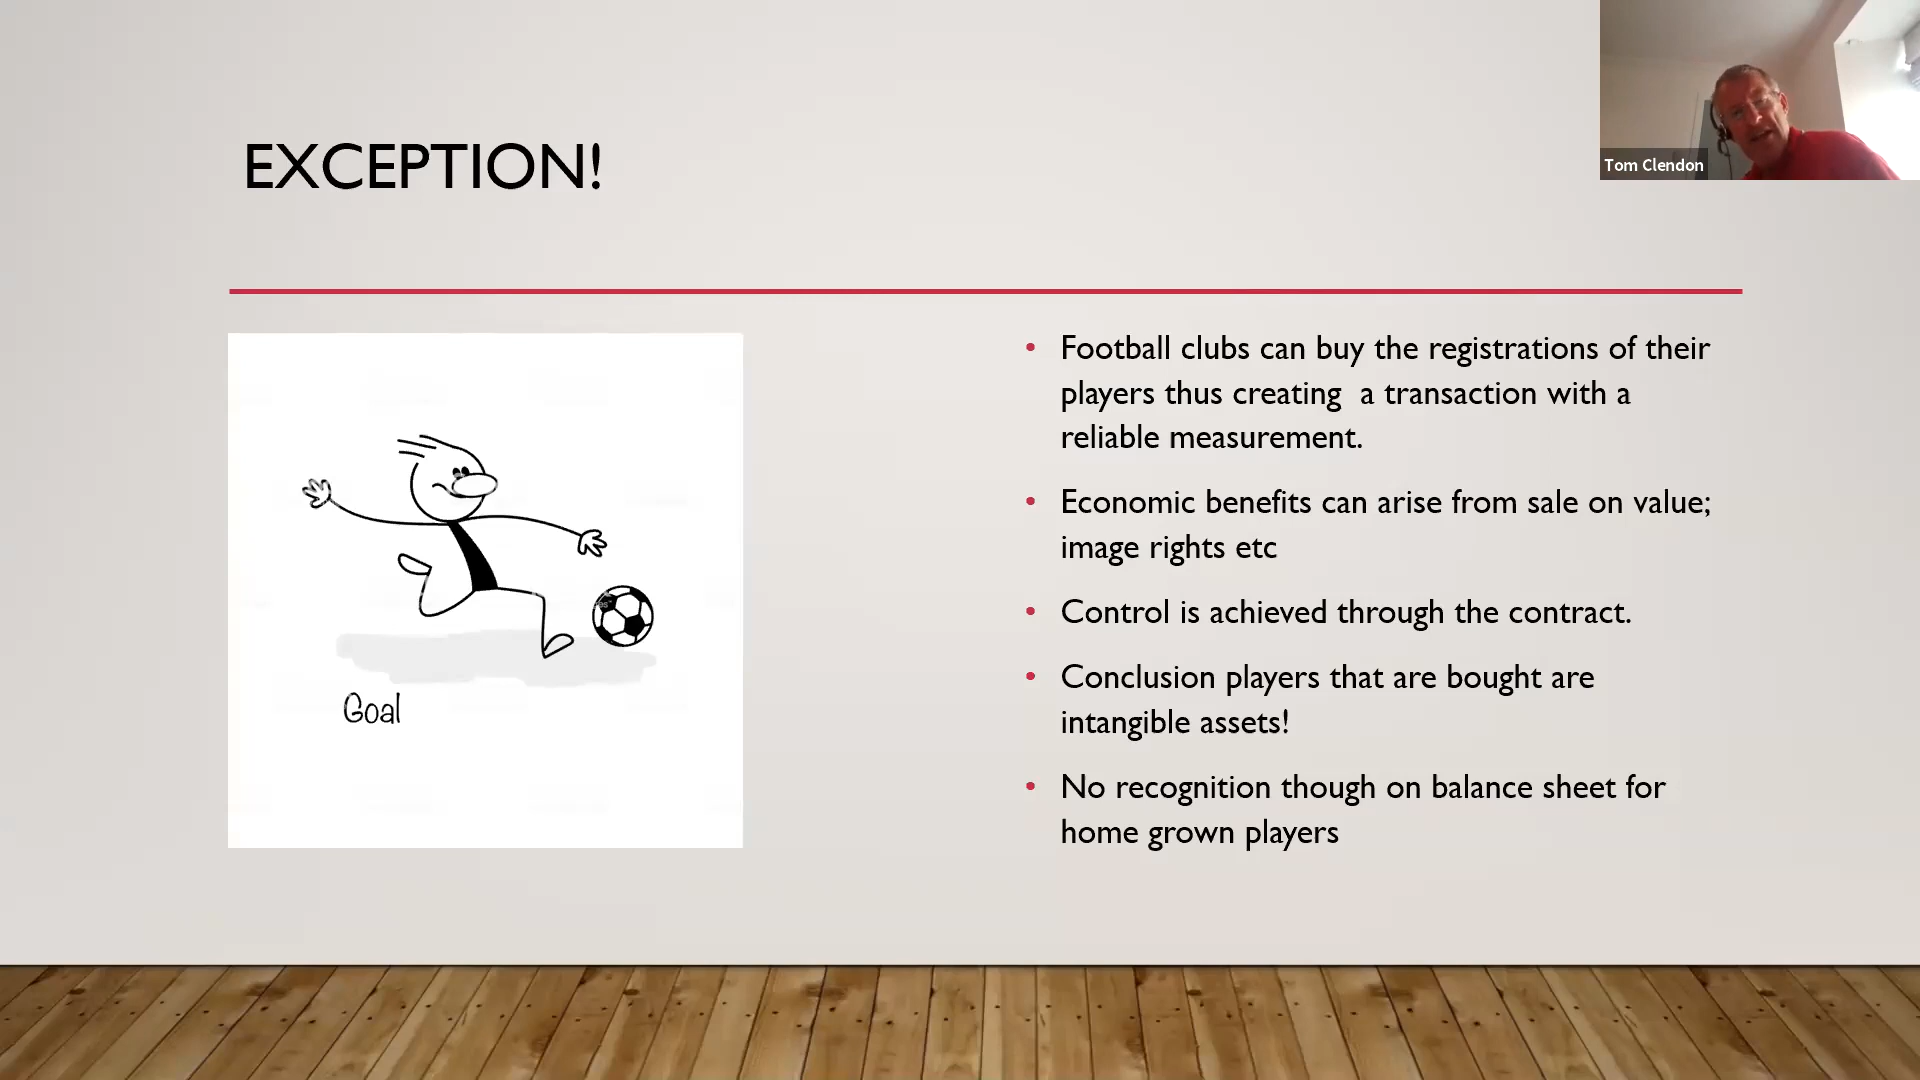 EXCEPTION!
Tom Clendon
Football clubs can buy the registrations of their
players thus creating  a transaction with a
reliable measurement.
Economic benefits can arise from sale on value;
image rights etc
Control is achieved through the contract.
Conclusion players that are bought are
intangible assets!
No recognition though on balance sheet for
home grown players
Goal